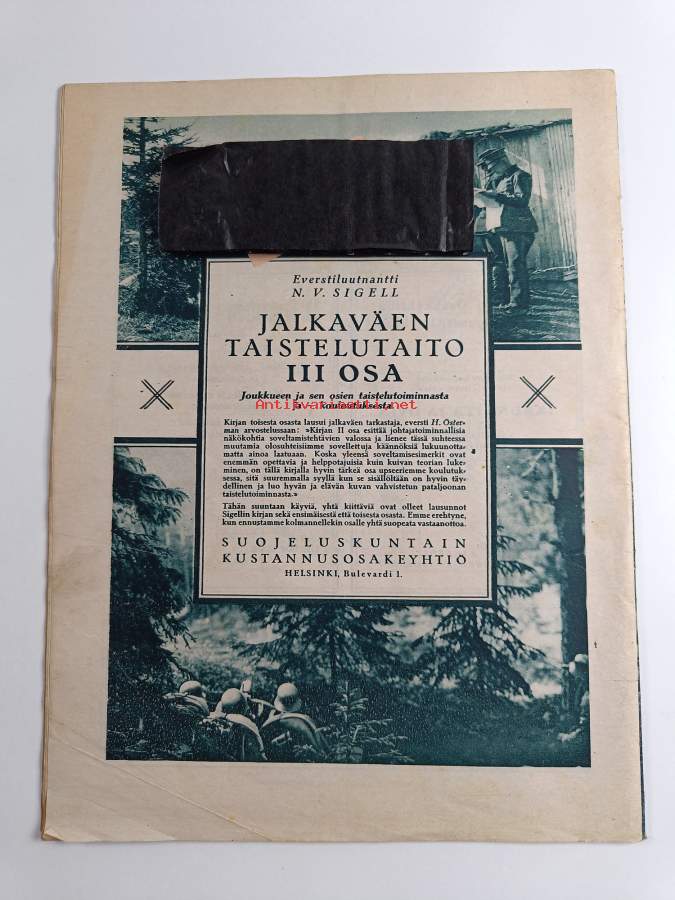 Everstiluutnantti
N. V. SIGELL
JALKAVÄEN
TAISTELUTAITO
III OSA
Joukkueen ja sen osien taistelutoiminnasta
ja koulutuksesta
Antikvariaatti.net
Kirjan toisesta osasta lausui jalkaväen tarkastaja, eversti H. Öster-
man arvostelussaan: »Kirjan II osa esittää johtajatoiminnallisia
näkökohtia soveltamistehtävien valossa ja lienee tässä suhteessa
muutamia olosuhteisiimme sovellettuja käännöksiä lukuunotta-
matta ainoa laatuaan. Koska yleensä soveltamisesimerkit ovat
enemmän opettavia ja helppotajuisia kuin kuivan teorian luke-
minen, on tällä kirjalla hyvin tärkeä osa upseeriemme koulutuk-
sessa, sitä suuremmalla syyllä kun se sisällöltään on hyvin täy-
dellinen ja luo hyvän ja elävän kuvan vahvistetun pataljoonan
taistelutoiminnasta.»
Tähän suuntaan käyviä, yhtä kiittäviä ovat olleet lausunnot
Sigellin kirjan sekä ensimäisestä että toisesta osasta. Emme erehtyne,
kun ennustamme kolmannellekin osalle yhtä suopeata vastaanottoa.
SUOJELUSKUNTAIN
KUSTANNUSOSAKEYHTIÖ
HELSINKI, Bulevardi 1.